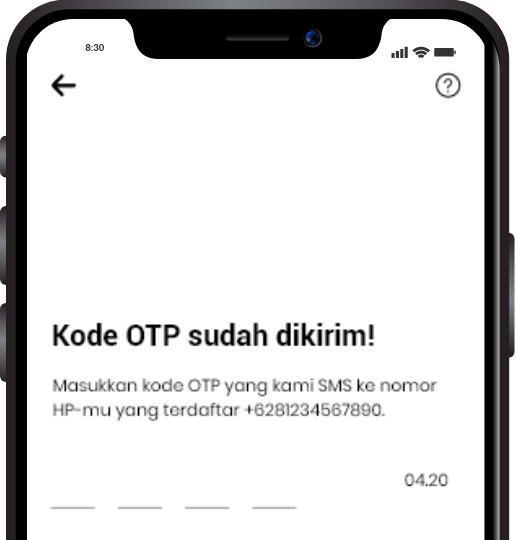 8:30
Kode OTP sudah dikirim!
Masukkan kode OTP yang kami SMS ke nomor
HP-mu yang terdaftar +6281234567890.
04.20